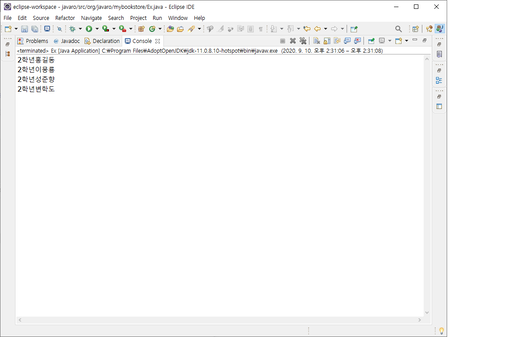 eclipse-workspace - javaro/src/org/javaro/mybookstore/Ex.java - Eclipse IDE
File Edit Source Refactor Navigate Search Project Run Window Help
Problems Javadoc Declaration Console
<terminated> Ex [Java Application] C:₩Program Files₩AdoptOpenJDK₩jdk-11.0.8.10-hotspot₩bin₩javaw.exe (2020. 9. 10. 오후 2:31:06 – 오후 2:31:08)
2학년홍길동
2학년이몽룡
2학년성춘향
2학년변학도